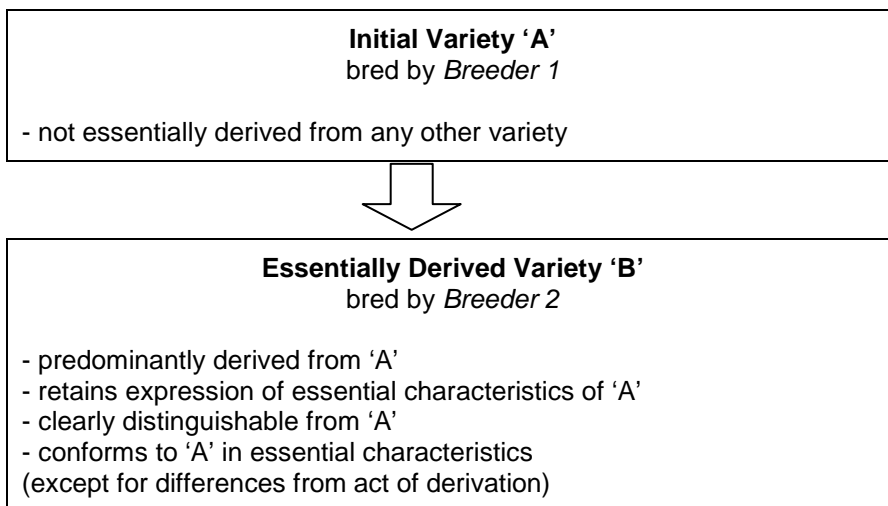 Initial Variety ‘A’
bred by Breeder 1
- not essentially derived from any other variety
Essentially Derived Variety ‘B’
bred by Breeder 2
- predominantly derived from ‘A’
- retains expression of essential characteristics of ‘A’
- clearly distinguishable from ‘A’
- conforms to ‘A’ in essential characteristics
(except for differences from act of derivation)